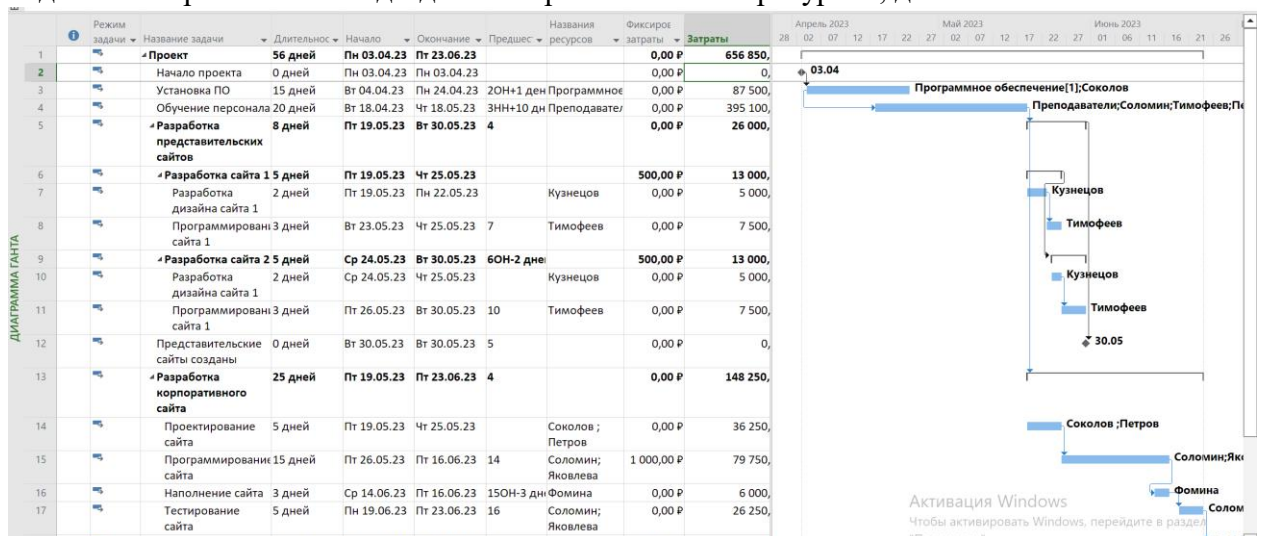 Режим задачи Название задачи Длительнос Начало Окончание Предшес Названия ресурсов Фиксиров затраты Затраты
Апрель 2023 Май 2023 Июнь 2023
28 02 07 12 17 22 27 02 07 12 17 22 27 01 06 11 16 21 26
ДИАГРАММА ГАНТА
1 Проект 56 дней Пн 03.04.23 Пт 23.06.23 0,00 ₽ 656 850,
2 Начало проекта 0 дней Пн 03.04.23 Пн 03.04.23 0,00 ₽ 0, 03.04
3 Установка ПО 15 дней Вт 04.04.23 Пн 24.04.23 2ОН+1 ден Программное 0,00 ₽ 87 500, Программное обеспечение[1];Соколов
4 Обучение персонала 20 дней Вт 18.04.23 Чт 18.05.23 3НН+10 дн Преподавател 0,00 ₽ 395 100, Преподаватели;Соломин;Тимофеев;Пе
5 Разработка представительских сайтов 8 дней Пт 19.05.23 Вт 30.05.23 4 0,00 ₽ 26 000,
6 Разработка сайта 1 5 дней Пт 19.05.23 Чт 25.05.23 500,00 ₽ 13 000,
7 Разработка дизайна сайта 1 2 дней Пт 19.05.23 Пн 22.05.23 Кузнецов 0,00 ₽ 5 000, Кузнецов
8 Программирован сайта 1 3 дней Вт 23.05.23 Чт 25.05.23 7 Тимофеев 0,00 ₽ 7 500, Тимофеев
9 Разработка сайта 2 5 дней Ср 24.05.23 Вт 30.05.23 6ОН-2 дне 500,00 ₽ 13 000,
10 Разработка дизайна сайта 1 2 дней Ср 24.05.23 Чт 25.05.23 Кузнецов 0,00 ₽ 5 000, Кузнецов
11 Программирован сайта 1 3 дней Пт 26.05.23 Вт 30.05.23 10 Тимофеев 0,00 ₽ 7 500, Тимофеев
12 Представительские сайты созданы 0 дней Вт 30.05.23 Вт 30.05.23 5 0,00 ₽ 0, 30.05
13 Разработка корпоративного сайта 25 дней Пт 19.05.23 Пт 23.06.23 4 0,00 ₽ 148 250,
14 Проектирование сайта 5 дней Пт 19.05.23 Чт 25.05.23 Соколов ; Петров 0,00 ₽ 36 250, Соколов ;Петров
15 Программирование сайта 15 дней Пт 26.05.23 Пт 16.06.23 14 Соломин; Яковлева 1 000,00 ₽ 79 750, Соломин;Яко
16 Наполнение сайта 3 дней Ср 14.06.23 Пт 16.06.23 15ОН-3 дн Фомина 0,00 ₽ 6 000, Фомина
17 Тестирование сайта 5 дней Пн 19.06.23 Пт 23.06.23 16 Соломин; Яковлева 0,00 ₽ 26 250, Солом
Активация Windows
Чтобы активировать Windows, перейдите в раздел